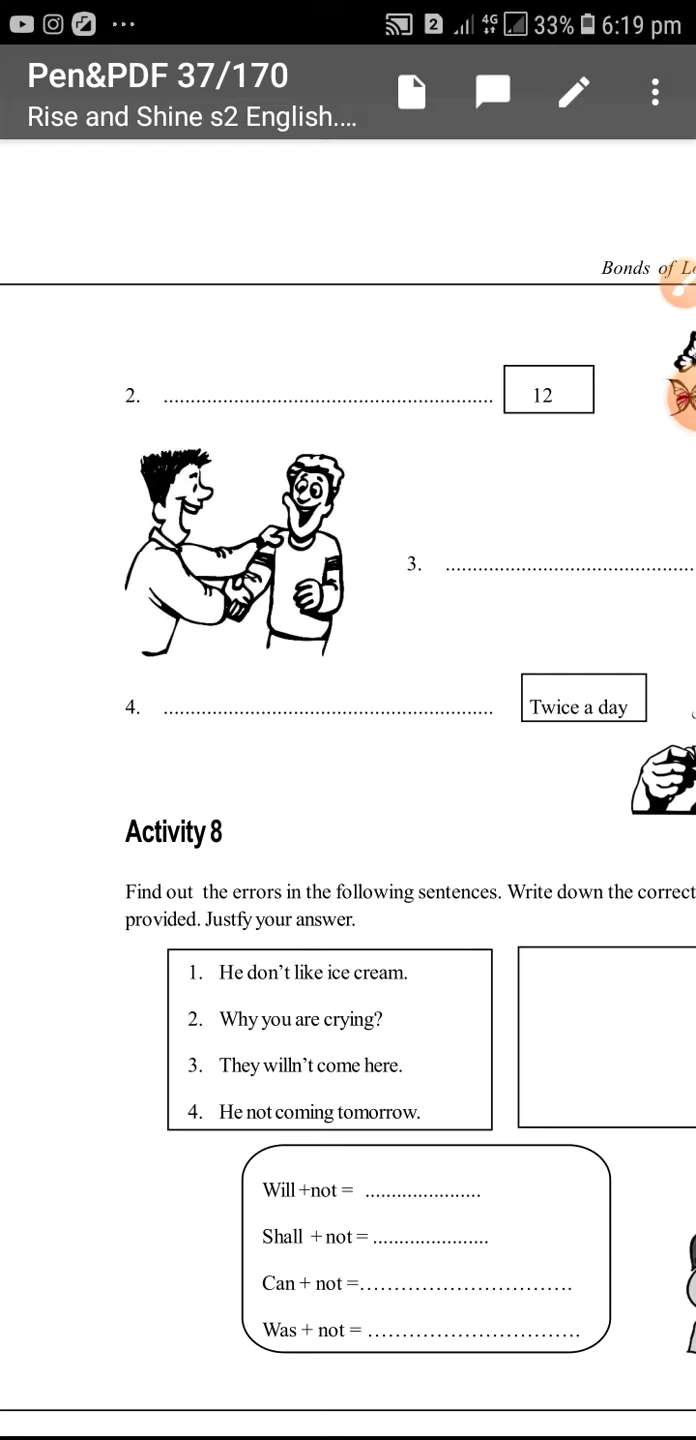 2 4G 33% 6:19 pm
Pen&PDF 37/170
Rise and Shine s2 English....
Bonds of
2. ........................................................... 12
3. .............................................
4. ........................................................... Twice a day
Activity 8
Find out the errors in the following sentences. Write down the correct
provided. Justfy your answer.
1. He don't like ice cream.
2. Why you are crying?
3. They willn't come here.
4. He not coming tomorrow.
Will +not = ......................
Shall + not = ......................
Can + not =...............................
Was + not = ...............................